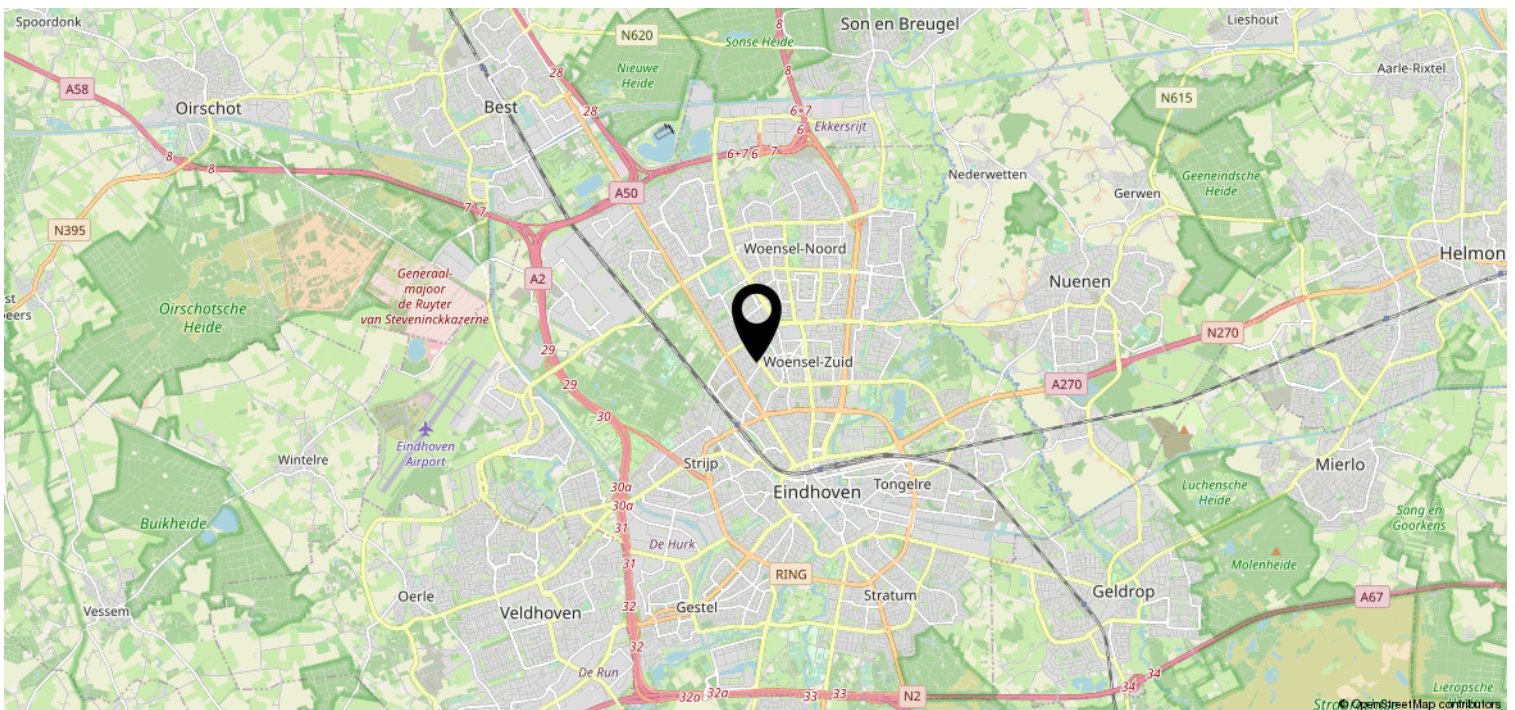 Spoordonk
Son en Breugel
Lieshout
N620
8
Sonse Heide
28
Nieuwe
Heide
8
Aarle-Rixtel
A58
Oirschot
Best
28
N615
6+7
6
Ekkersrijt
8
8
6+7
6
7
Nederwetten
Geeneindsche
Heide
Gerwen
A50
7
7
N395
Woensel-Noord
Helmon
A2
Nuenen
Generaal-
majoor
de Ruyter
van Steveninckkazerne
st
eers
Oirschotsche
Heide
N270
29
Woensel-Zuid
29
A270
30
Eindhoven
Airport
Wintelre
Strijp
Mierlo
30a
Eindhoven
Tongelre
Luchensche
Heide
30a
Buikheide
31
Sang en
Goorkens
De Hurk
31
RING
Molenheide
Oerle
Geldrop
Stratum
A67
Vessem
Veldhoven
32
Gestel
32
De Run
34
34
Lieropsche
32a
32a
33
33
N2
© OpenStreetMap contributors